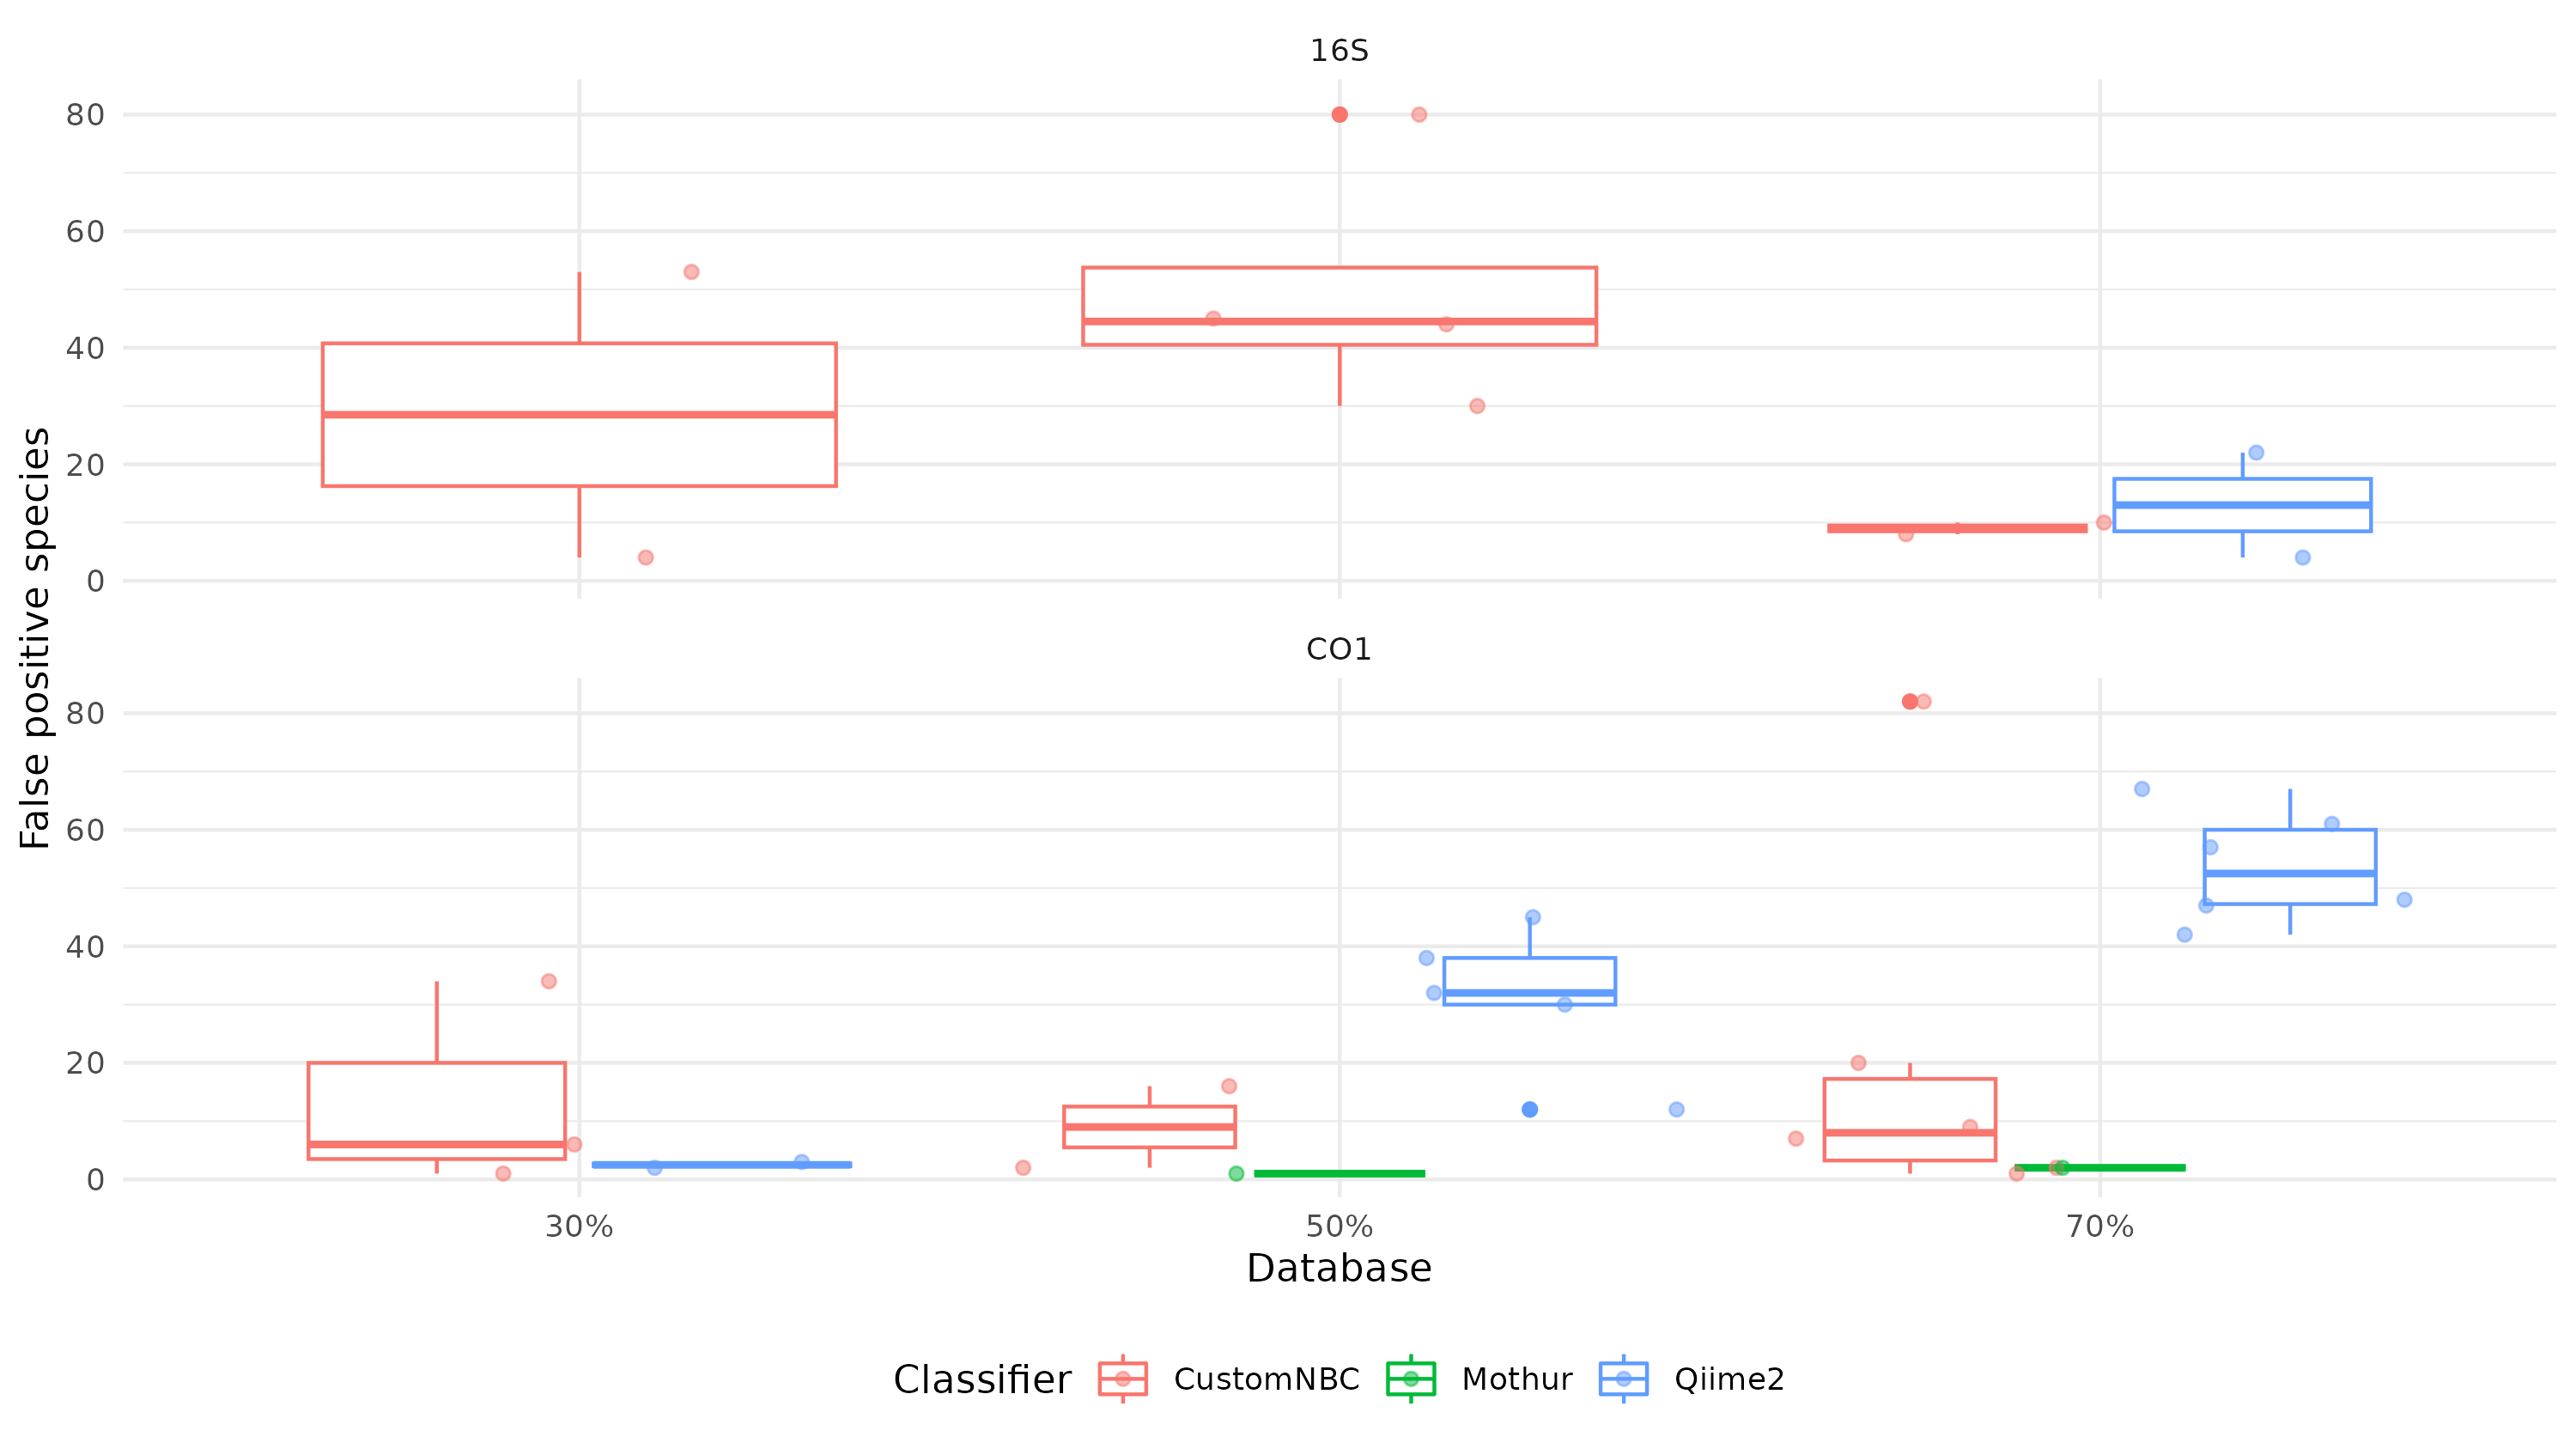 16S
80
60
40
20
0
CO1
80
60
40
20
0
False positive species
30% 50% 70%
Database
Classifier CustomNBC Mothur Qiime2